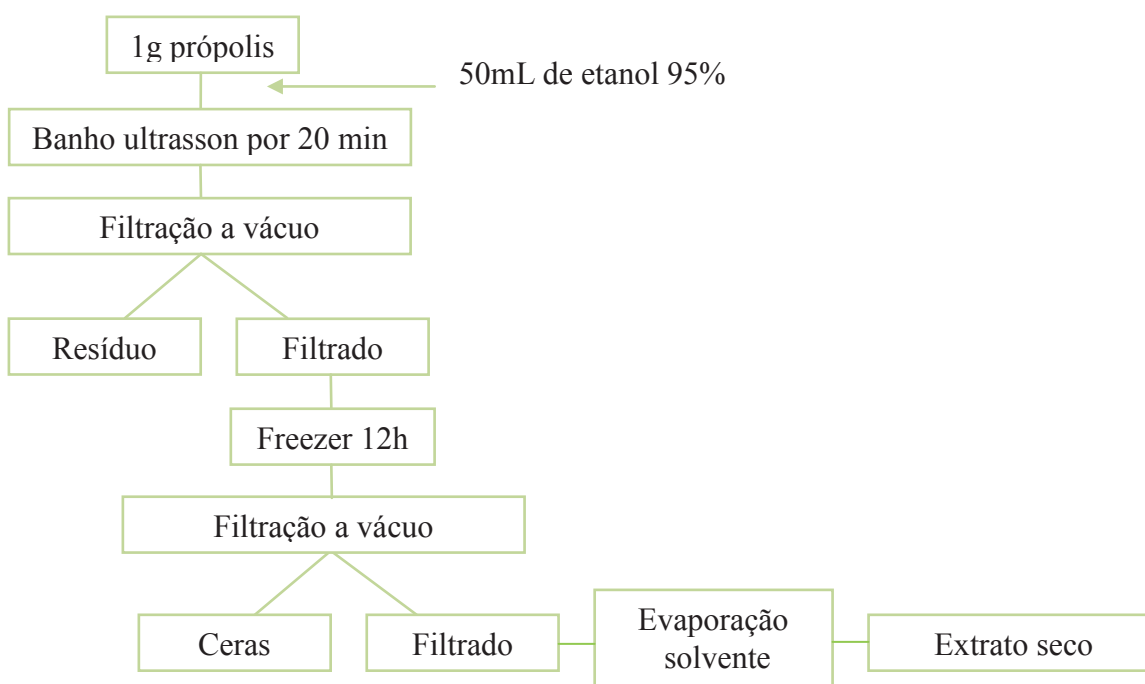 1g própolis
50mL de etanol 95%
Banho ultrasson por 20 min
Filtração a vácuo
Resíduo
Filtrado
Freezer 12h
Filtração a vácuo
Ceras
Filtrado
Evaporação
solvente
Extrato seco